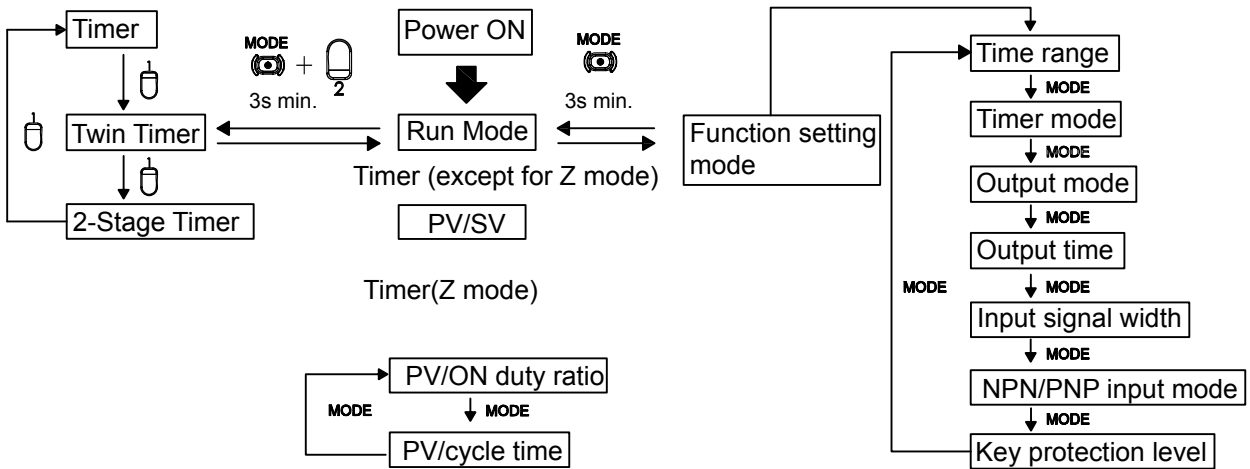 Timer
1
1
Twin Timer
1
2-Stage Timer
MODE
+
2
3s min.
Power ON
Run Mode
Timer (except for Z mode)
PV/SV
Timer(Z mode)
PV/ON duty ratio
MODE
MODE
PV/cycle time
MODE
3s min.
Function setting
mode
Time range
MODE
Timer mode
MODE
Output mode
MODE
Output time
MODE
MODE
Input signal width
MODE
NPN/PNP input mode
MODE
Key protection level